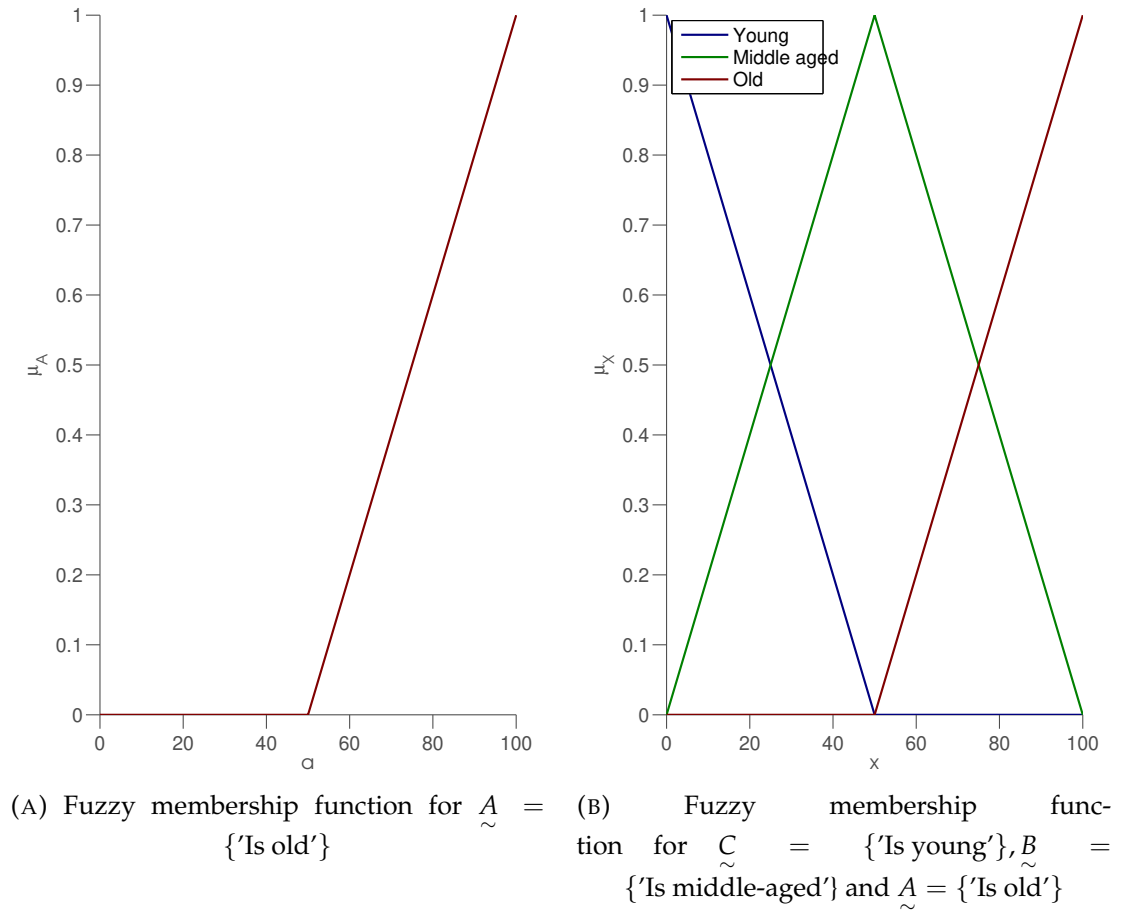 1
0.9
0.8
0.7
0.6
0.5
0.4
0.3
0.2
0.1
0
μA
0 20 40 60 80 100
a
1
0.9
0.8
0.7
0.6
0.5
0.4
0.3
0.2
0.1
0
μX
Young
Middle aged
Old
0 20 40 60 80 100
x
(A) Fuzzy membership function for A =
~
{'Is old'}
(B) Fuzzy membership func-
tion for C = {'Is young'}, B =
~ ~
{'Is middle-aged'} and A = {'Is old'}
~